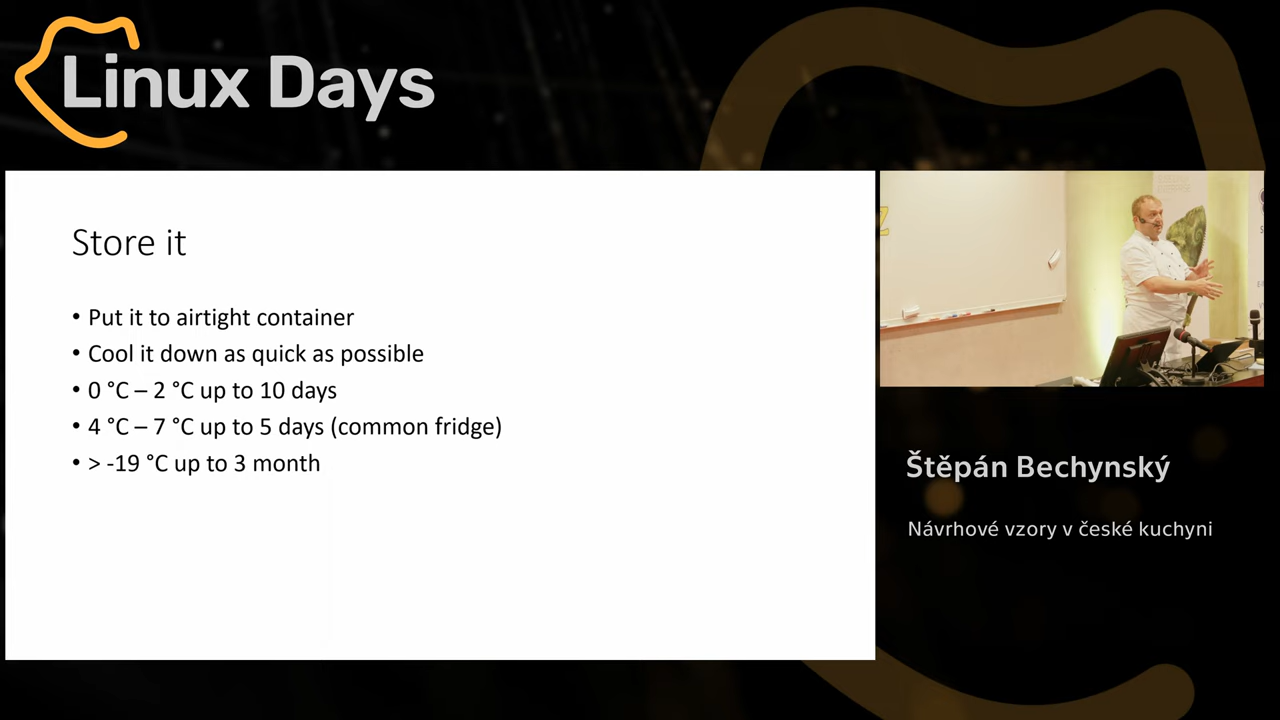 Linux Days
Store it
• Put it to airtight container
• Cool it down as quick as possible
• 0 °C – 2 °C up to 10 days
• 4 °C – 7 °C up to 5 days (common fridge)
• > -19 °C up to 3 month
Štěpán Bechynský
Návrhové vzory v české kuchyni